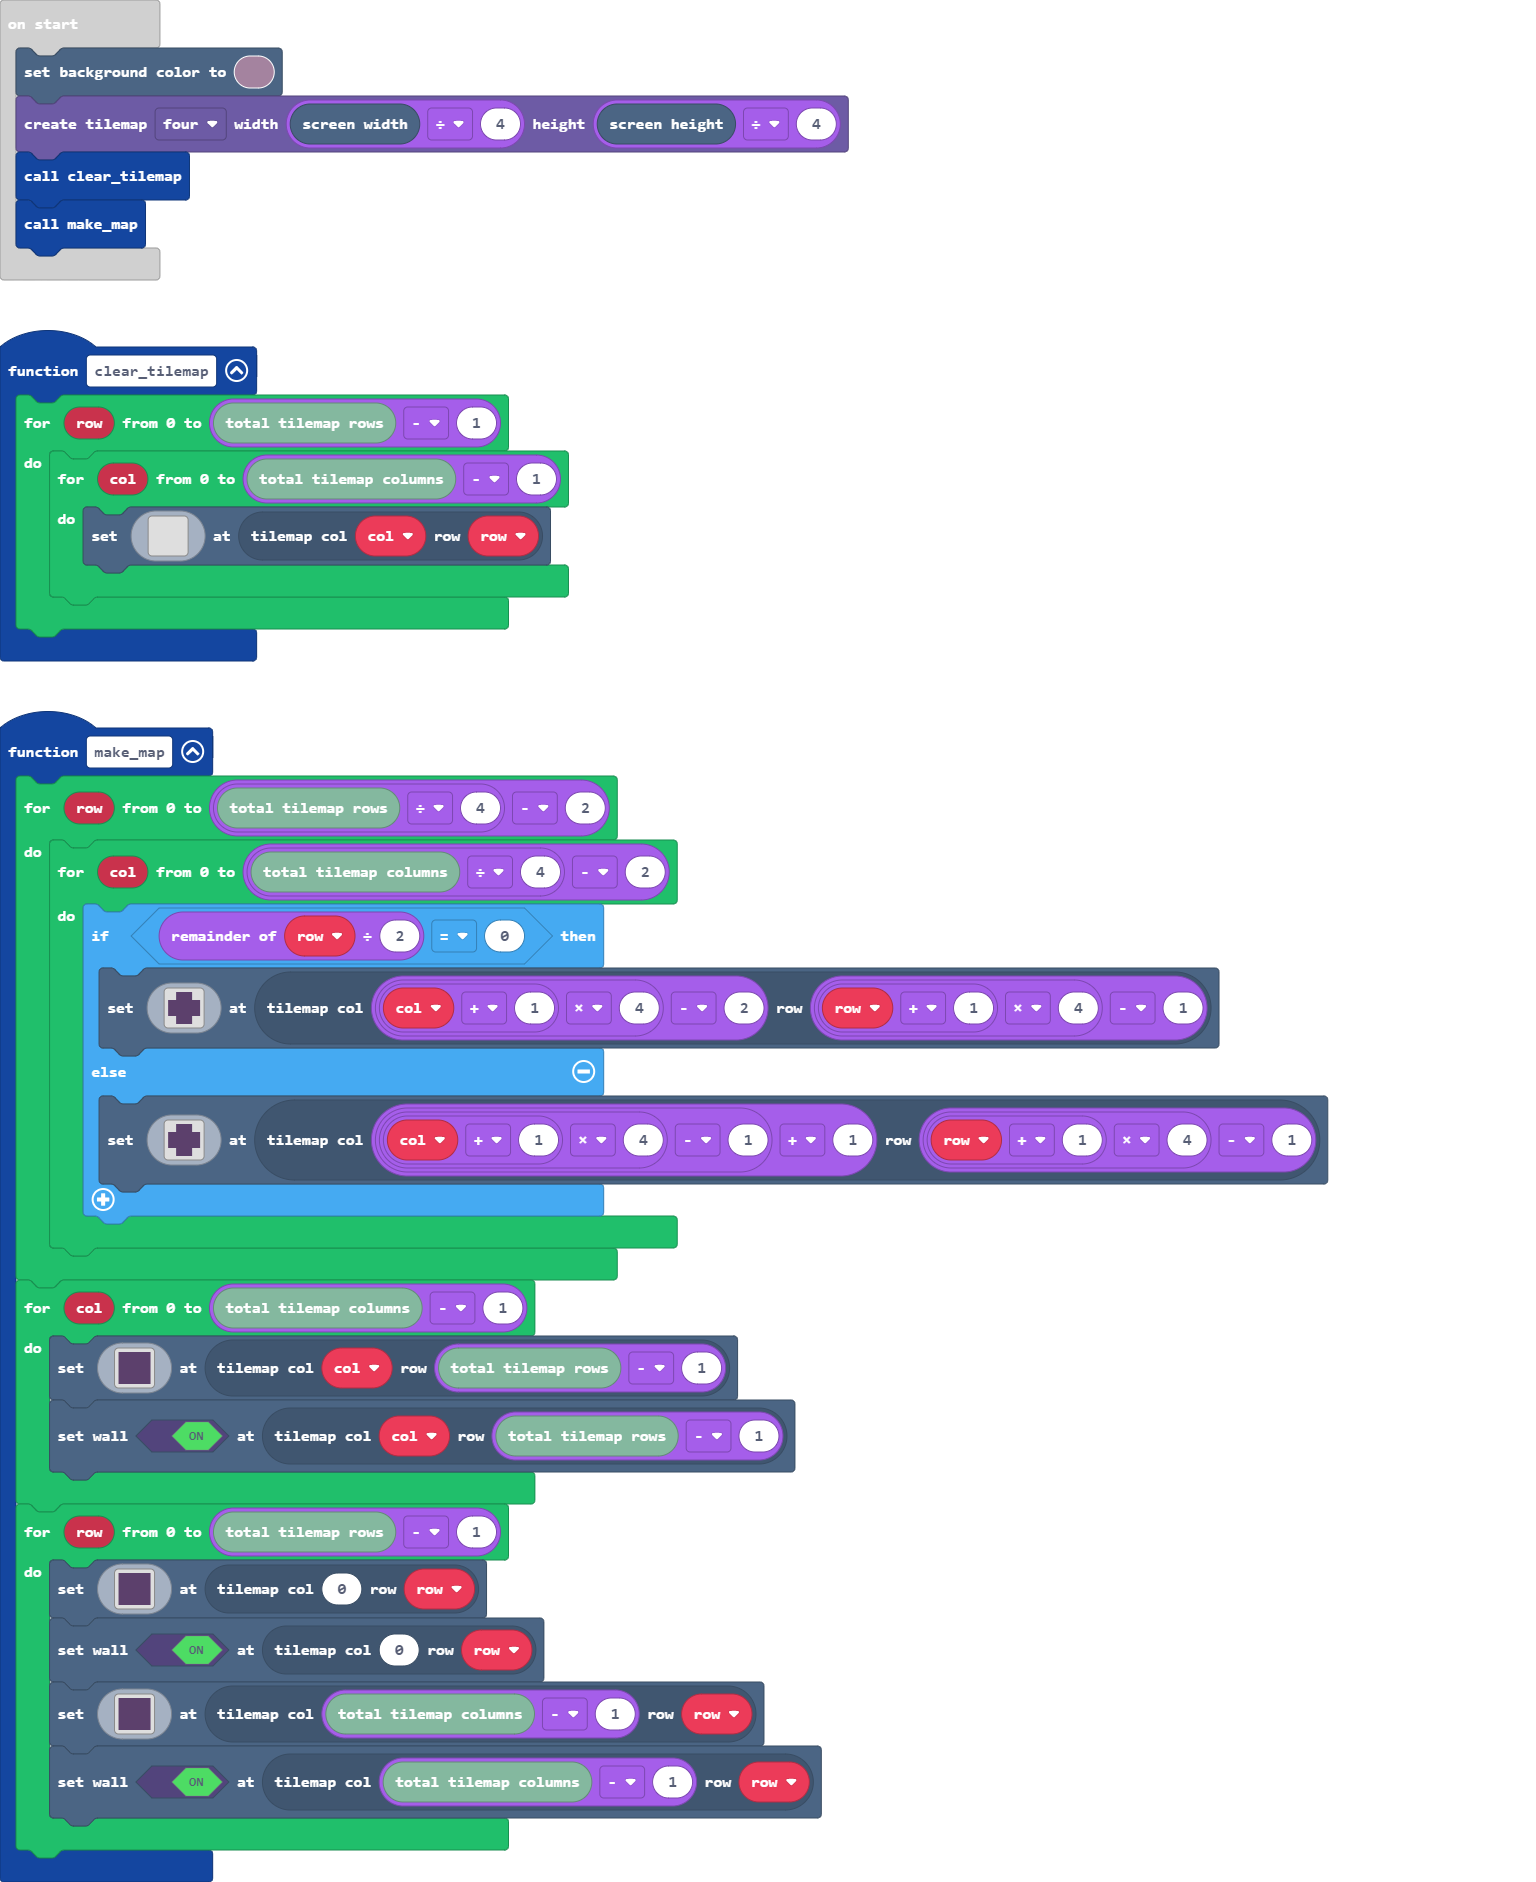 on start
set background color to
create tilemap four width screen width ÷ 4 height screen height ÷ 4
call clear_tilemap
call make_map
function clear_tilemap
for row from 0 to total tilemap rows - 1
do
for col from 0 to total tilemap columns - 1
do
set at tilemap col col row row
function make_map
for row from 0 to total tilemap rows ÷ 4 - 2
do
for col from 0 to total tilemap columns ÷ 4 - 2
do
if remainder of row ÷ 2 = 0 then
set at tilemap col col + 1 × 4 - 2 row row + 1 × 4 - 1
else
set at tilemap col col + 1 × 4 - 1 + 1 row row + 1 × 4 - 1
for col from 0 to total tilemap columns - 1
do
set at tilemap col col row total tilemap rows - 1
set wall ON at tilemap col col row total tilemap rows - 1
for row from 0 to total tilemap rows - 1
do
set at tilemap col 0 row row
set wall ON at tilemap col 0 row row
set at tilemap col total tilemap columns - 1 row row
set wall ON at tilemap col total tilemap columns - 1 row row